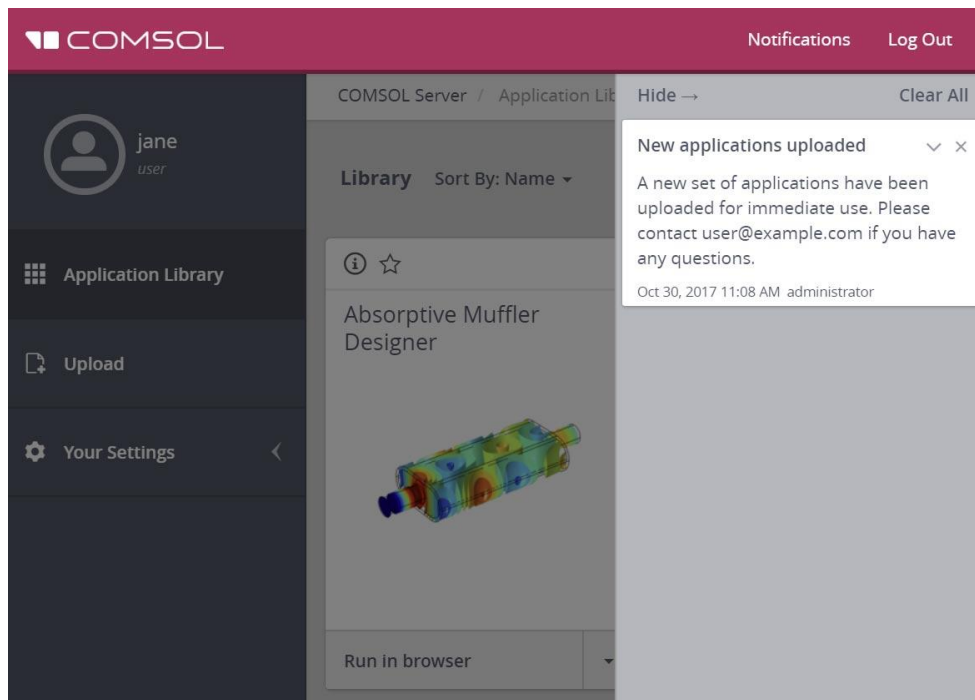 COMSOL
Notifications
Log Out
jane
user
Application Library
Upload
Your Settings
COMSOL Server / Application Lib
Library
Sort By: Name
Absorptive Muffler
Designer
Run in browser
Hide →
Clear All
New applications uploaded
A new set of applications have been
uploaded for immediate use. Please
contact user@example.com if you have
any questions.
Oct 30, 2017 11:08 AM administrator